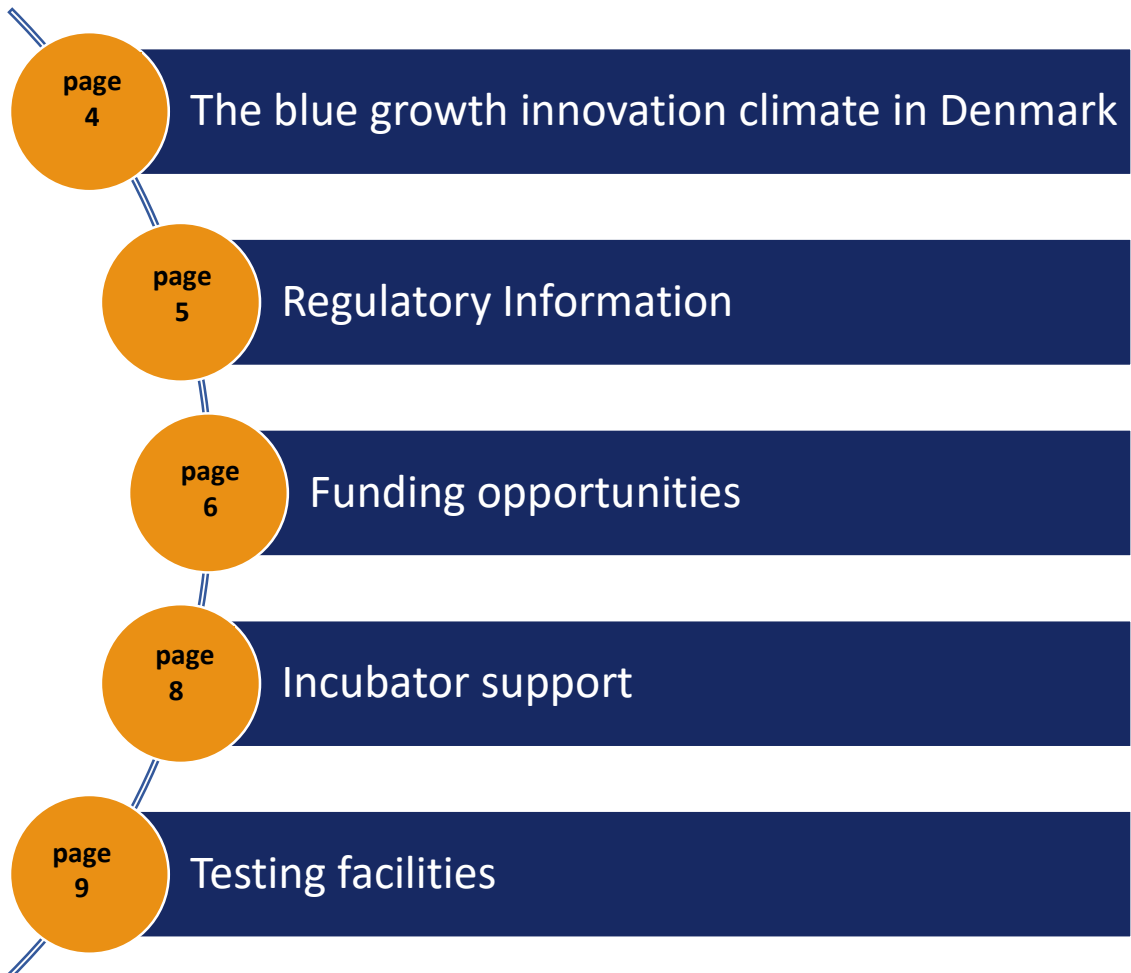 page
4
The blue growth innovation climate in Denmark
page
5
Regulatory Information
page
6
Funding opportunities
page
8
Incubator support
page
9
Testing facilities